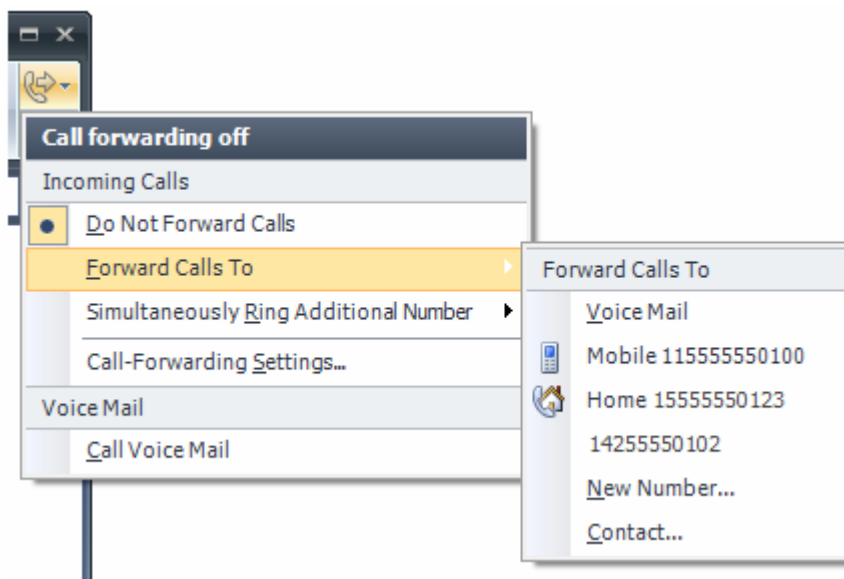 Call forwarding off
Incoming Calls
Do Not Forward Calls
Forward Calls To
Simultaneously Ring Additional Number
Call-Forwarding Settings...
Voice Mail
Call Voice Mail
Forward Calls To
Voice Mail
Mobile 115555550100
Home 15555550123
14255550102
New Number...
Contact...